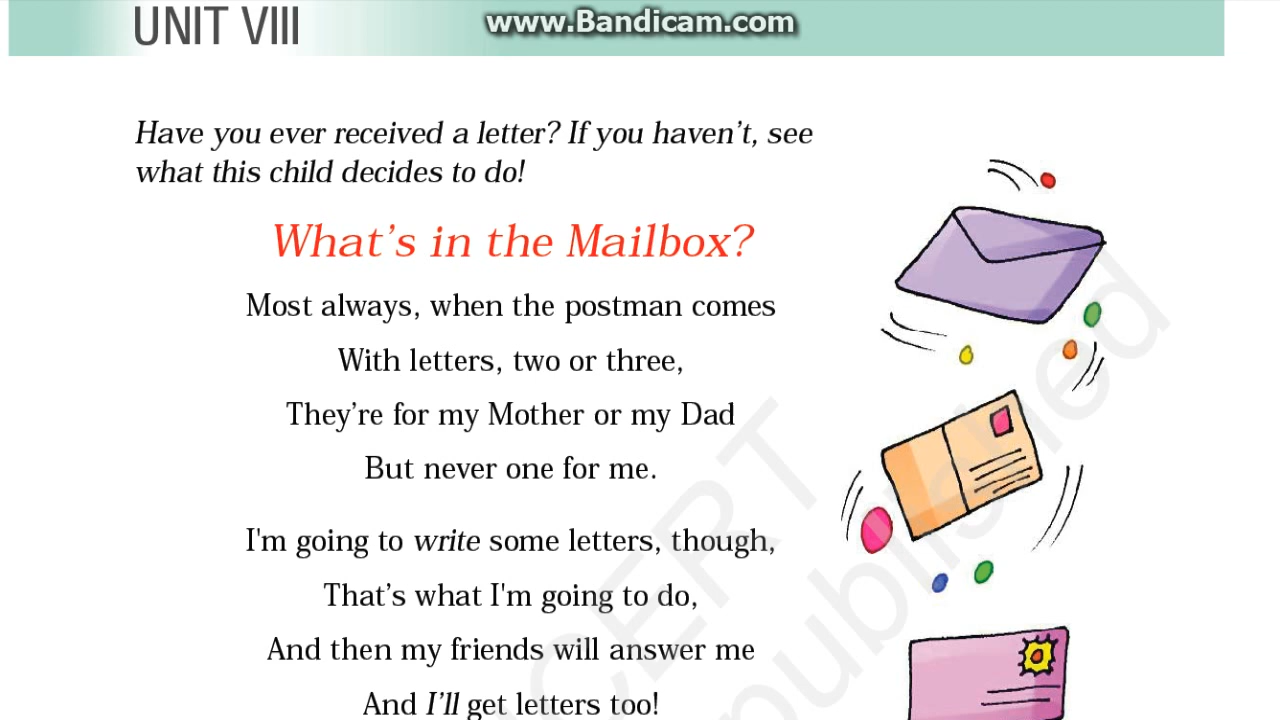 UNIT VIII
www.Bandicam.com
Have you ever received a letter? If you haven’t, see
what this child decides to do!
What’s in the Mailbox?
Most always, when the postman comes
With letters, two or three,
They’re for my Mother or my Dad
But never one for me.
I'm going to write some letters, though,
That’s what I'm going to do,
And then my friends will answer me
And I’ll get letters too!
NCERT
published